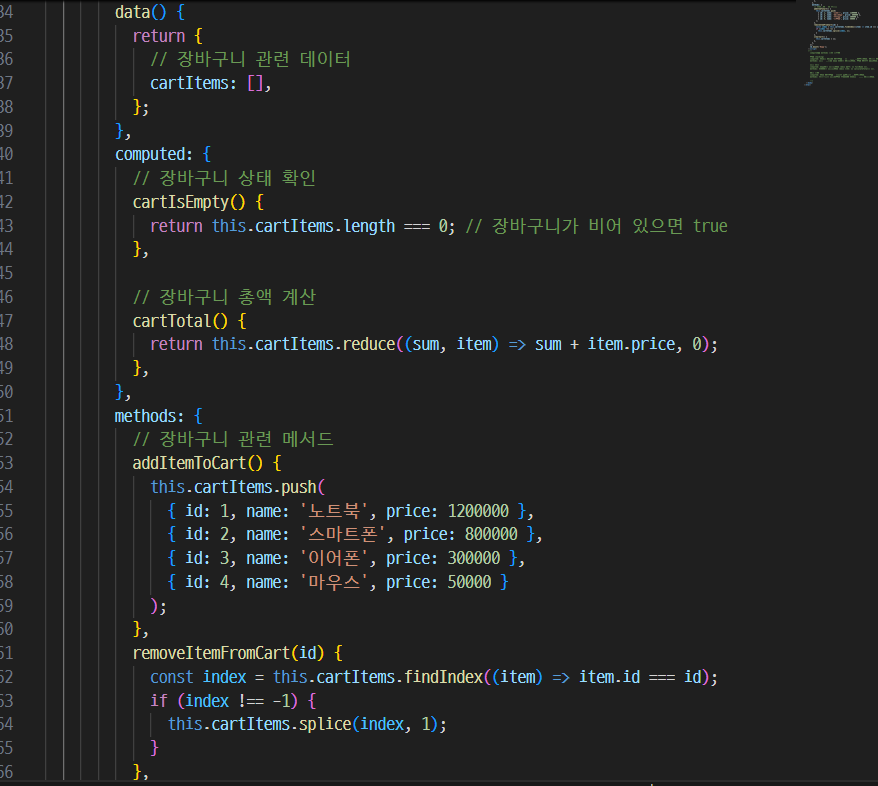 34 data() {
35 return {
36 // 장바구니 관련 데이터
37 cartItems: [],
38 };
39 },
40 computed: {
41 // 장바구니 상태 확인
42 cartIsEmpty() {
43 return this.cartItems.length === 0; // 장바구니가 비어 있으면 true
44 },
45
46 // 장바구니 총액 계산
47 cartTotal() {
48 return this.cartItems.reduce((sum, item) => sum + item.price, 0);
49 },
50 },
51 methods: {
52 // 장바구니 관련 메서드
53 addItemToCart() {
54 this.cartItems.push(
55 { id: 1, name: '노트북', price: 1200000 },
56 { id: 2, name: '스마트폰', price: 800000 },
57 { id: 3, name: '이어폰', price: 300000 },
58 { id: 4, name: '마우스', price: 50000 }
59 );
60 },
61 removeItemFromCart(id) {
62 const index = this.cartItems.findIndex((item) => item.id === id);
63 if (index !== -1) {
64 this.cartItems.splice(index, 1);
65 }
66 },